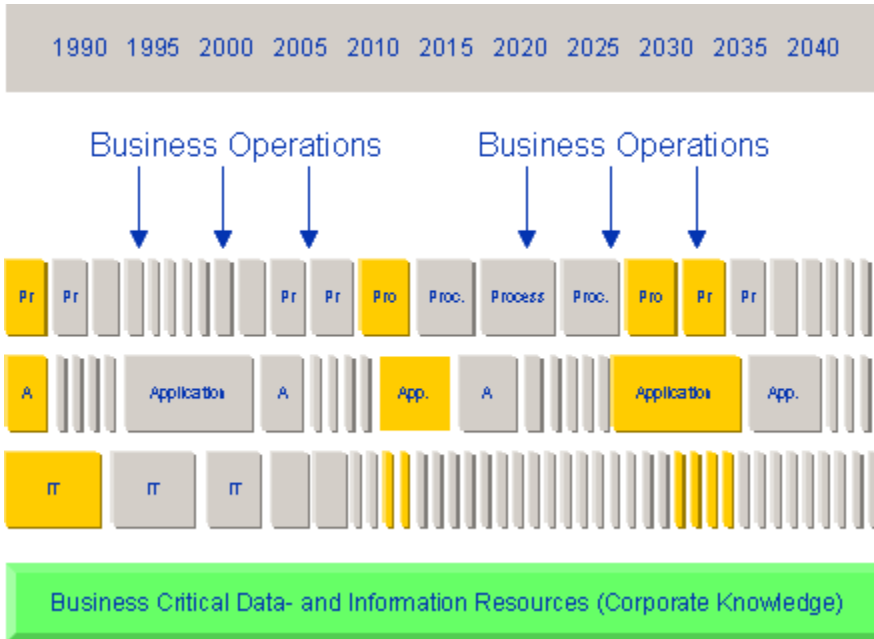 1990 1995 2000 2005 2010 2015 2020 2025 2030 2035 2040
Business Operations Business Operations
Pr Pr Pr Pr Pro Proc. Process Proc. Pro Pr Pr
A Application A App. A Application App.
IT IT IT
Business Critical Data- and Information Resources (Corporate Knowledge)